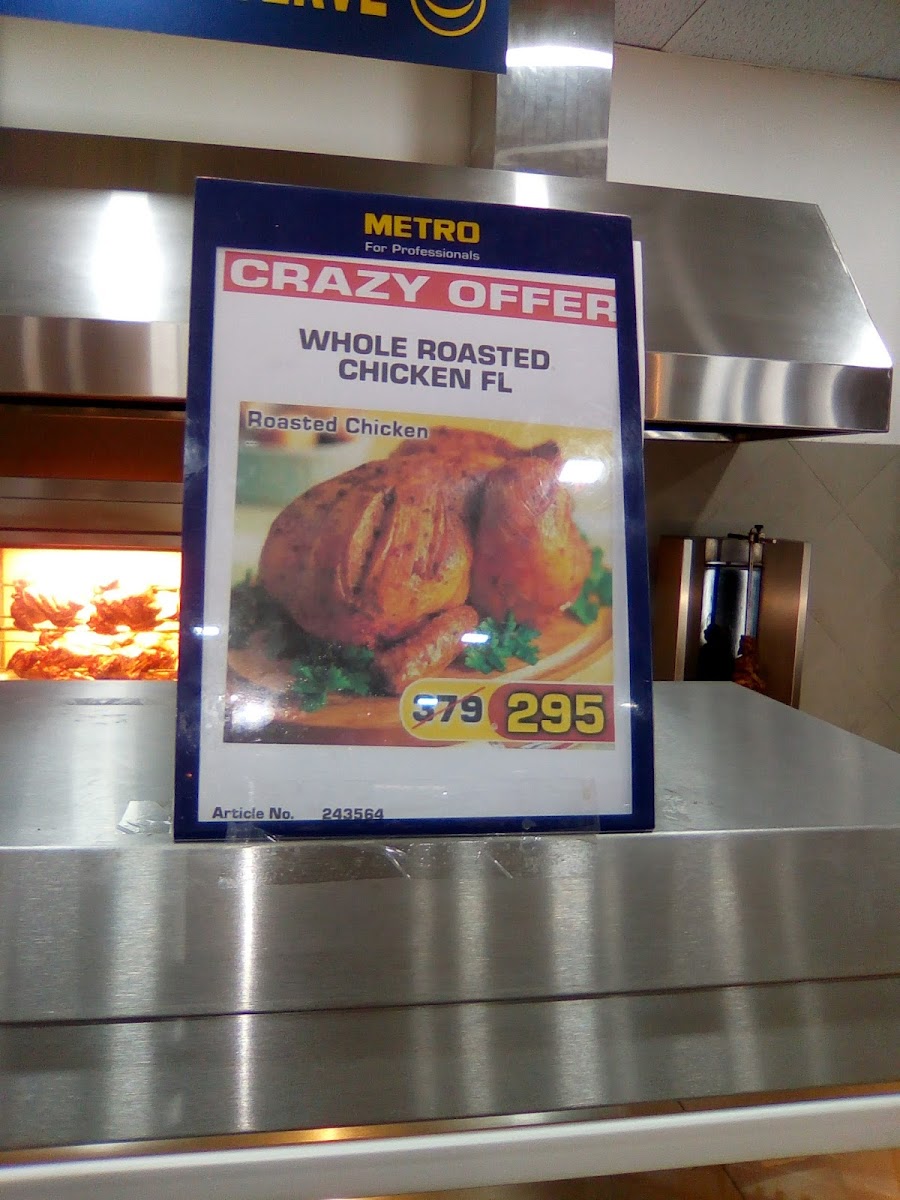 METRO
For Professionals
CRAZY OFFER
WHOLE ROASTED
CHICKEN FL
Roasted Chicken
379 295
Article No. 243564